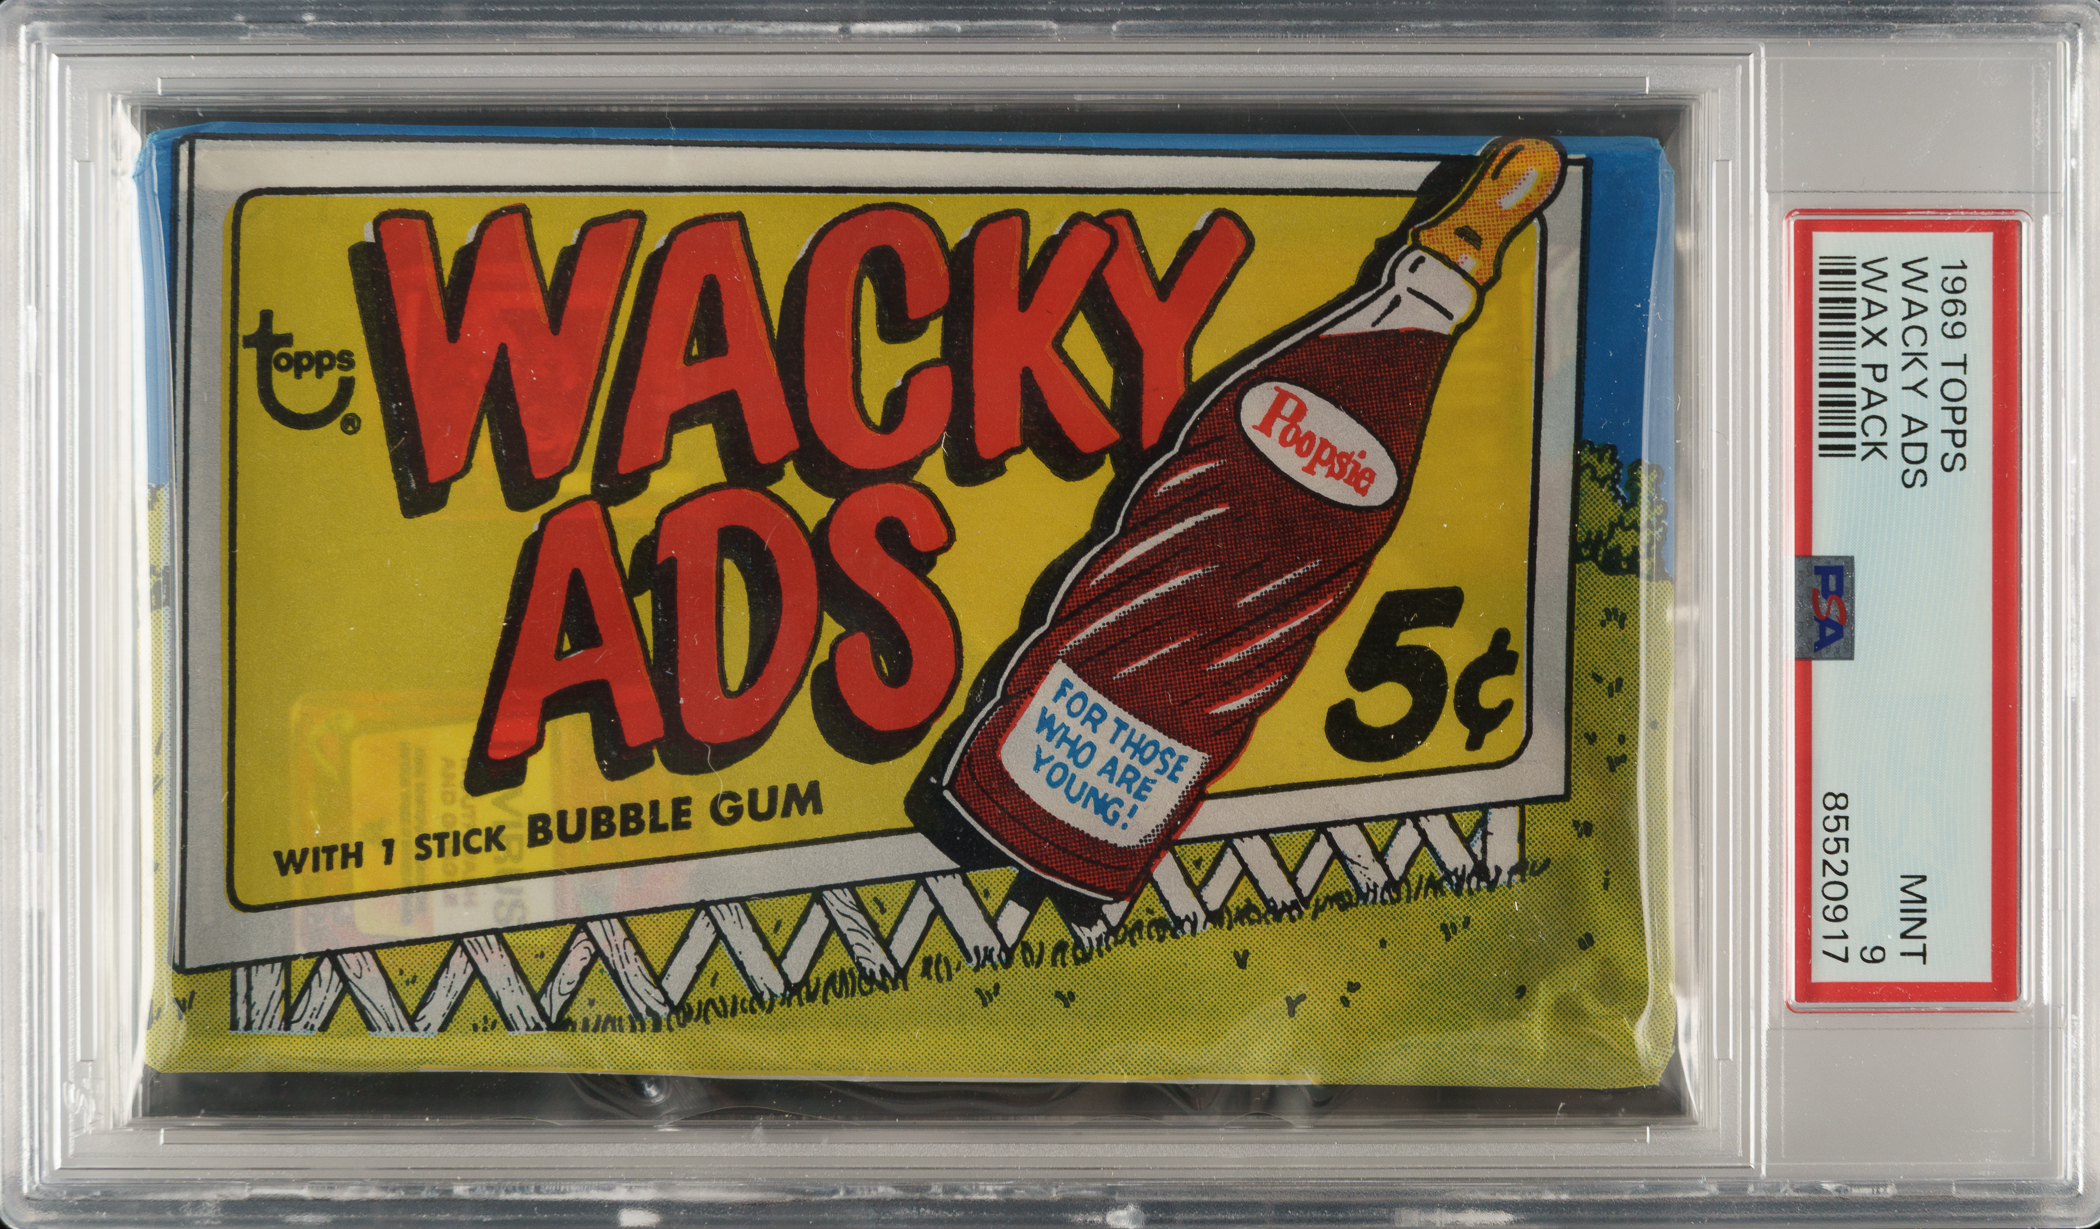 topps®
WACKY
ADS
WITH 1 STICK BUBBLE GUM
Poopsie
FOR THOSE
WHO ARE
YOUNG!
5¢
1969 TOPPS
WACKY ADS
WAX PACK
MINT
9
85520917
PSA